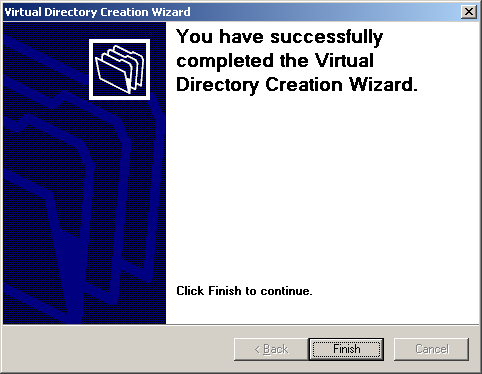 Virtual Directory Creation Wizard
You have successfully
completed the Virtual
Directory Creation Wizard.
Click Finish to continue.
< Back
Finish
Cancel